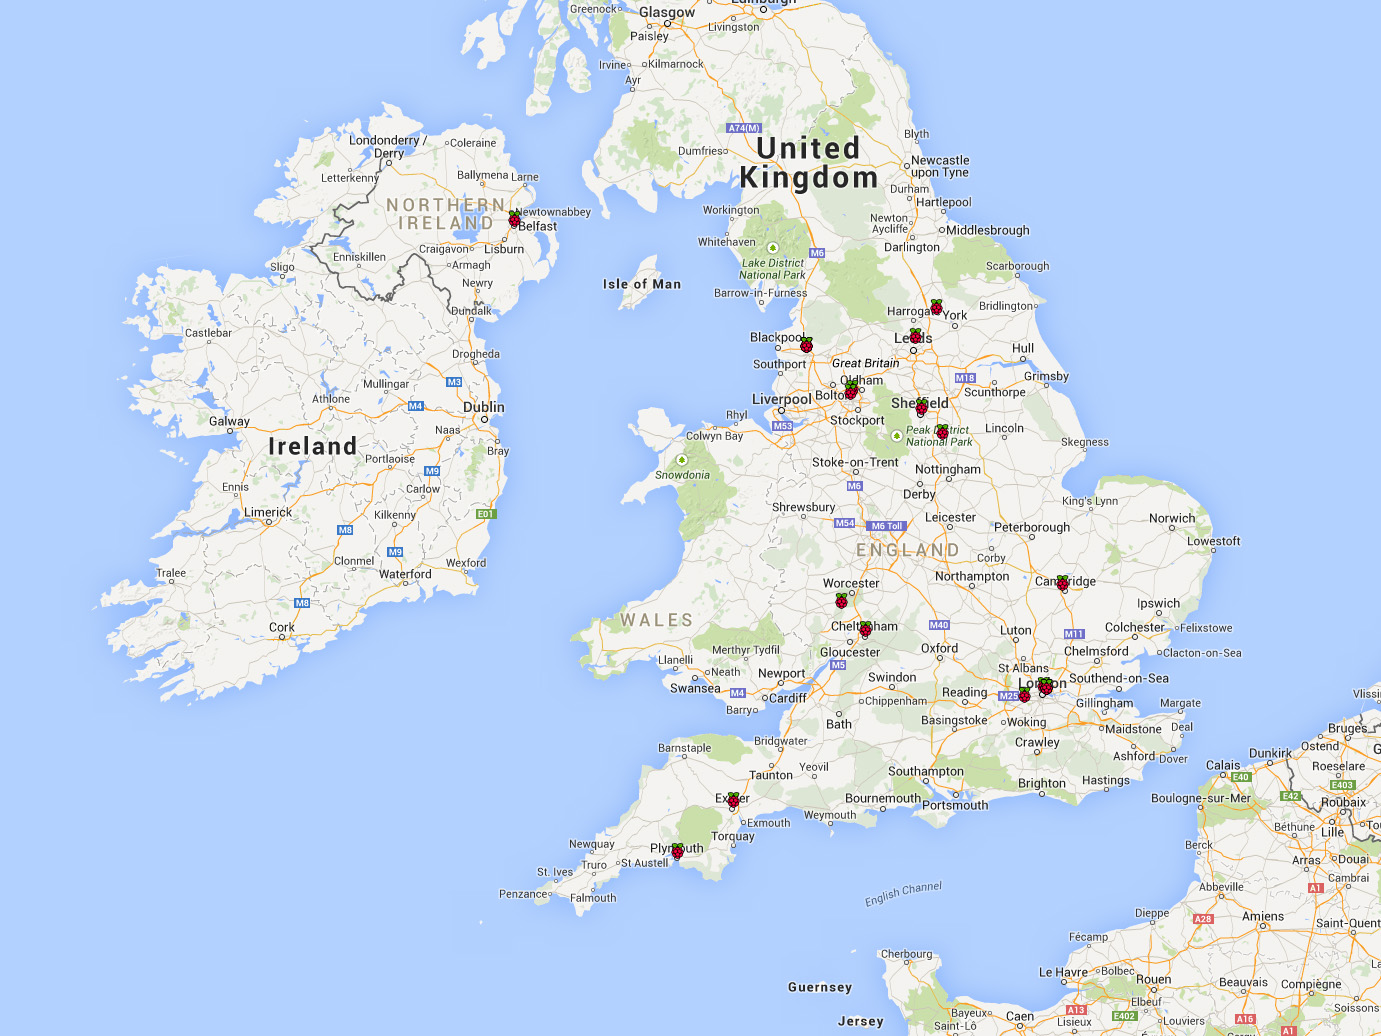 Greenock
Glasgow
Edinburgh
Livingston
Paisley
Irvine
Kilmarnock
Ayr
A74(M)
United
Kingdom
Dumfries
Blyth
Newcastle
upon Tyne
Londonderry /
Derry
Coleraine
Letterkenny
Ballymena
Larne
NORTHERN
IRELAND
Newtownabbey
Belfast
Lisburn
Craigavon
Armagh
Enniskillen
Sligo
Newry
Dundalk
Workington
Whitehaven
Durham
Hartlepool
Newton
Aycliffe
Middlesbrough
Darlington
M6
Lake District
National Park
Scarborough
Isle of Man
Barrow-in-Furness
Harrogate
York
Bridlington
Castlebar
Drogheda
Blackpool
Leeds
Hull
Southport
Great Britain
Mullingar
M3
Oldham
M18
Grimsby
Athlone
M4
Dublin
Liverpool
Bolton
Scunthorpe
Galway
Naas
Rhyl
M53
Stockport
Sheffield
Ireland
Bray
Colwyn Bay
Peak District
National Park
Lincoln
Skegness
Portlaoise
M9
Snowdonia
Stoke-on-Trent
Nottingham
Ennis
Carlow
M6
Derby
Limerick
Kilkenny
E01
Shrewsbury
King's Lynn
M8
M54
M6 Toll
Leicester
Peterborough
Norwich
M9
ENGLAND
Lowestoft
Clonmel
Wexford
Corby
Tralee
Waterford
Worcester
Northampton
Cambridge
M8
Ipswich
Cork
WALES
Cheltenham
M40
Luton
M11
Colchester
Felixstowe
Merthyr Tydfil
Gloucester
Oxford
Chelmsford
Clacton-on-Sea
Llanelli
Neath
M5
St Albans
Swansea
Newport
Swindon
London
Southend-on-Sea
M4
Cardiff
Chippenham
Reading
M25
Gillingham
Margate
Barry
Bath
Basingstoke
Woking
Maidstone
Deal
Vlissin
Barnstaple
Bridgwater
Crawley
Ashford
Dover
Bruges
Taunton
Yeovil
Southampton
Brighton
Hastings
Calais
Dunkirk
Ostend
G
E40
Roeselare
E403
Exeter
Bournemouth
Portsmouth
Boulogne-sur-Mer
E42
Roubaix
Exmouth
Weymouth
Béthune
Lille
To
Torquay
Newquay
Plymouth
Berck
Arras
Douai
Truro
St Austell
St. Ives
Cambrai
Penzance
Falmouth
English Channel
Abbeville
A1
Dieppe
A28
Amiens
Saint-Quent
Fécamp
Cherbourg
Le Havre
Bolbec
Rouen
Beauvais
Compiègne
Guernsey
Elbeuf
Soissons
A13
E402
Louviers
A16
Jersey
Bayeux
Caen
Lisieux
Saint-Lô
A1